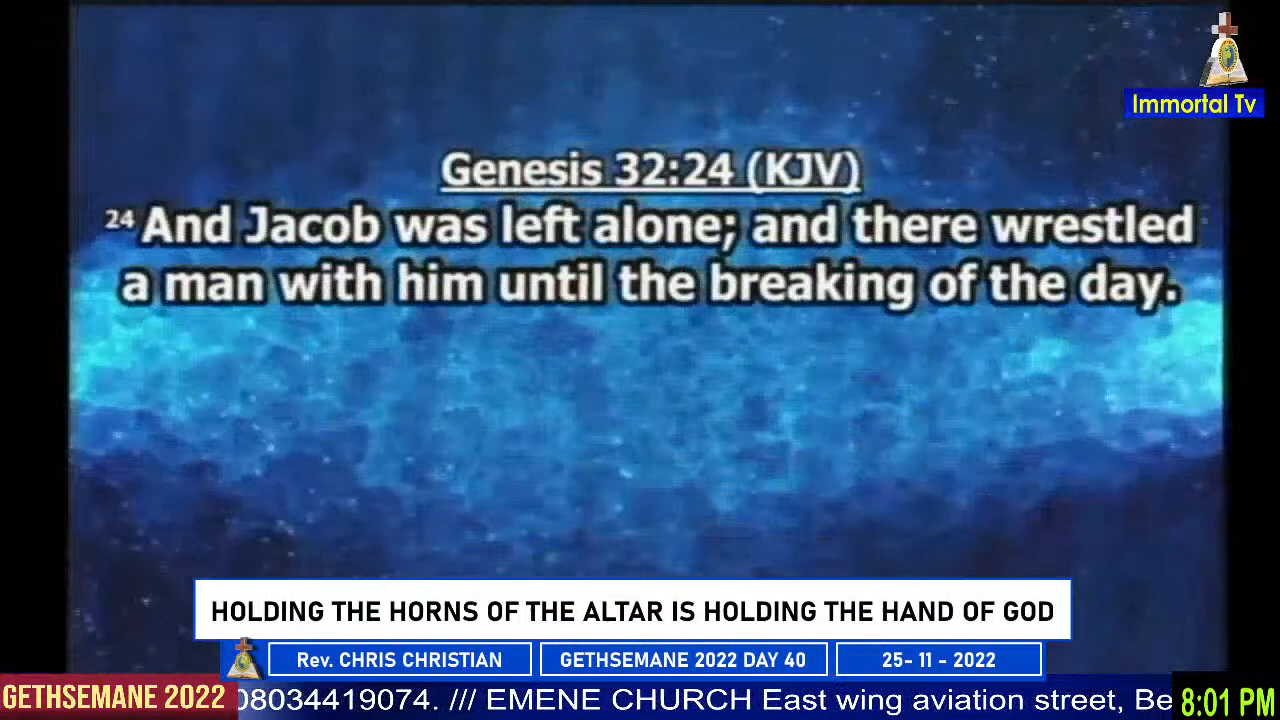 Immortal Tv
Genesis 32:24 (KJV)
24 And Jacob was left alone; and there wrestled
a man with him until the breaking of the day.
HOLDING THE HORNS OF THE ALTAR IS HOLDING THE HAND OF GOD
Rev. CHRIS CHRISTIAN
GETHSEMANE 2022 DAY 40
25- 11 - 2022
GETHSEMANE 2022
08034419074. /// EMENE CHURCH East wing aviation street, Be
8:01 PM